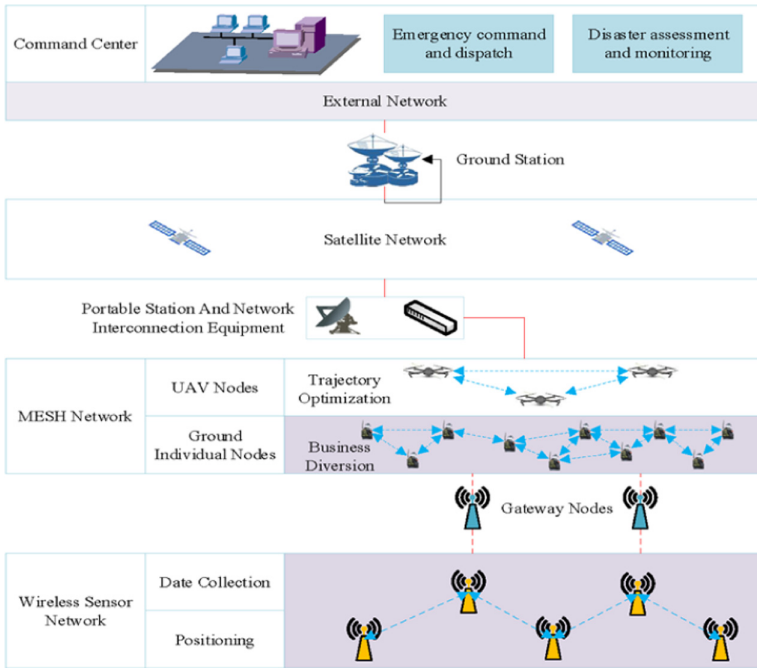 Command Center
Emergency command
and dispatch
Disaster assessment
and monitoring
External Network
Ground Station
Satellite Network
Portable Station And Network
Interconnection Equipment
MESH Network
UAV Nodes
Trajectory
Optimization
Ground
Individual Nodes
Business
Diversion
Gateway Nodes
Wireless Sensor
Network
Date Collection
Positioning